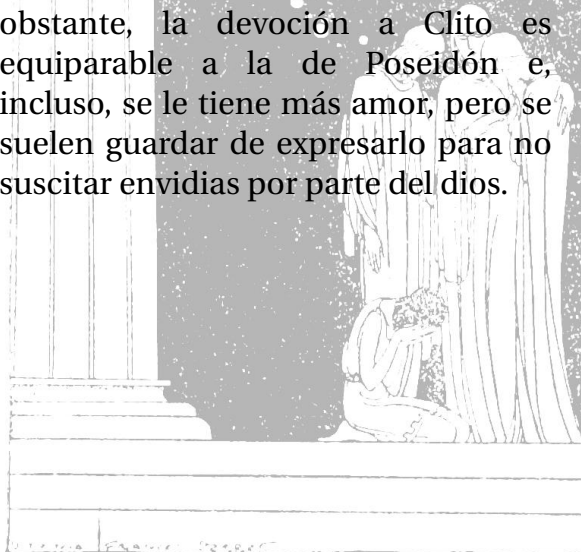 obstante, la devoción a Clito es
equiparable a la de Poseidón e,
incluso, se le tiene más amor, pero se
suelen guardar de expresarlo para no
suscitar envidias por parte del dios.